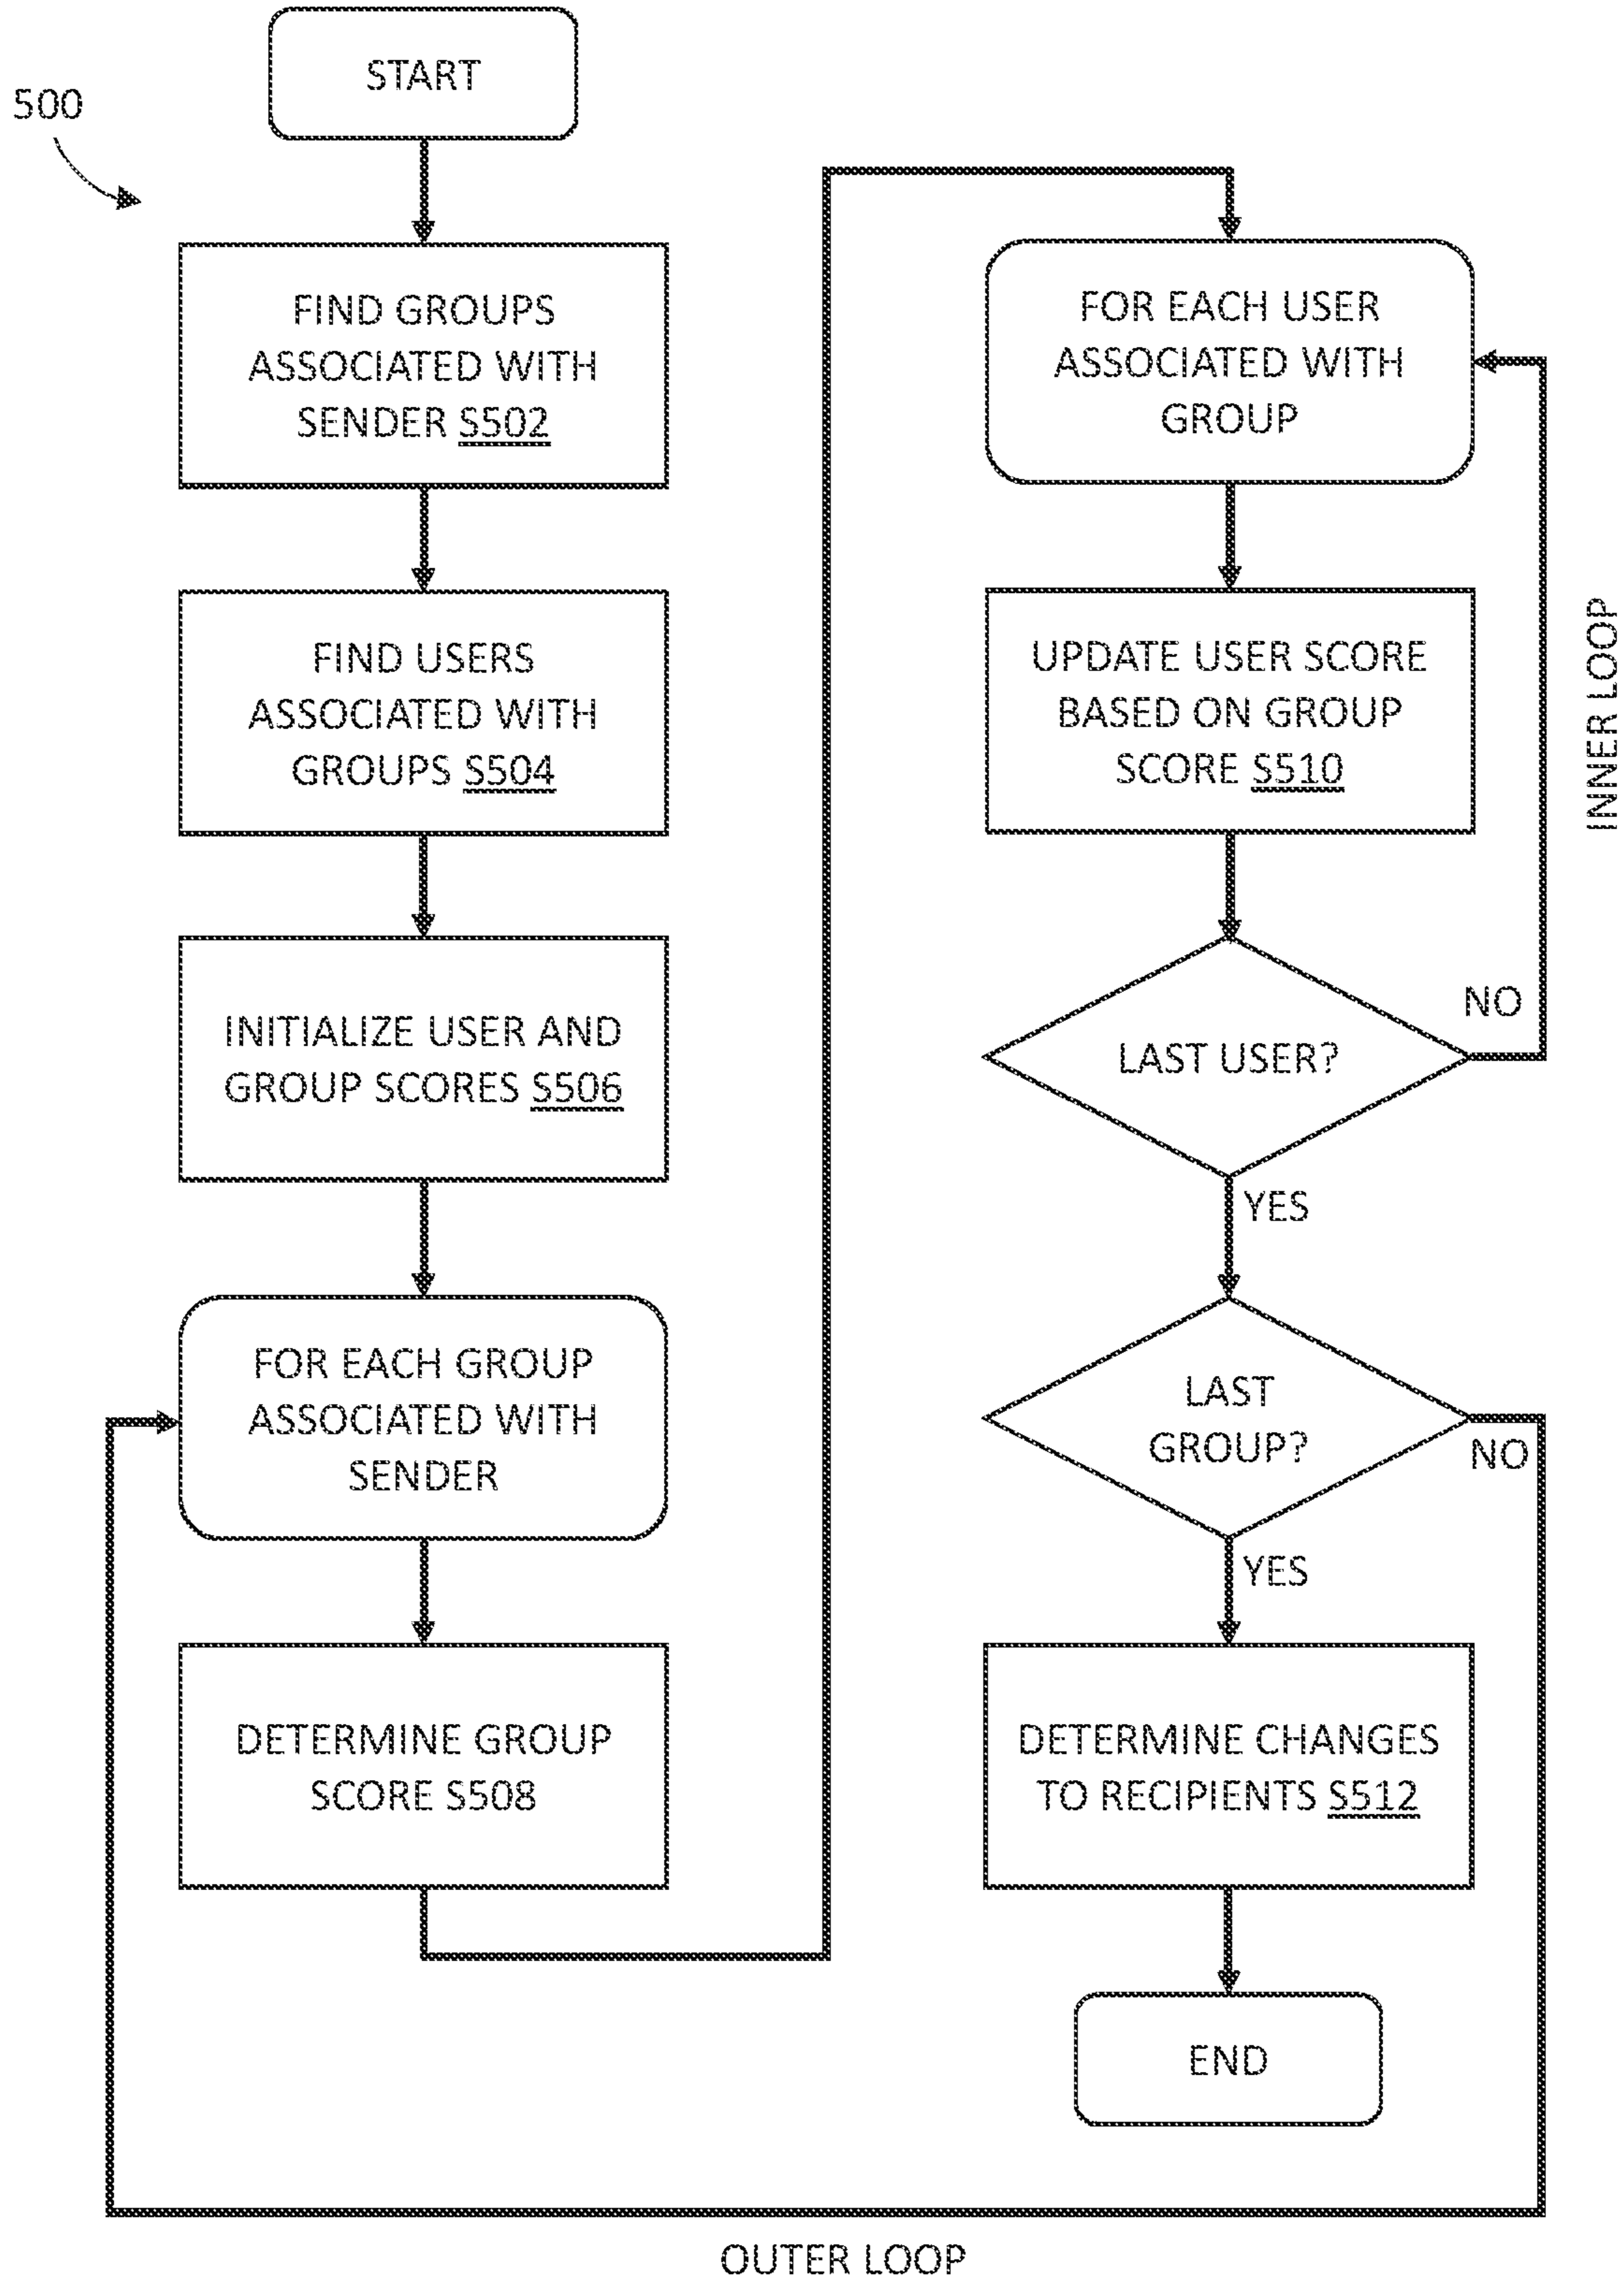 500
START
FIND GROUPS
ASSOCIATED WITH
SENDER S502
FIND USERS
ASSOCIATED WITH
GROUPS S504
INITIALIZE USER AND
GROUP SCORES S506
FOR EACH GROUP
ASSOCIATED WITH
SENDER
DETERMINE GROUP
SCORE S508
FOR EACH USER
ASSOCIATED WITH
GROUP
UPDATE USER SCORE
BASED ON GROUP
SCORE S510
INNER LOOP
LAST USER?
NO
YES
LAST
GROUP?
NO
YES
DETERMINE CHANGES
TO RECIPIENTS S512
END
OUTER LOOP